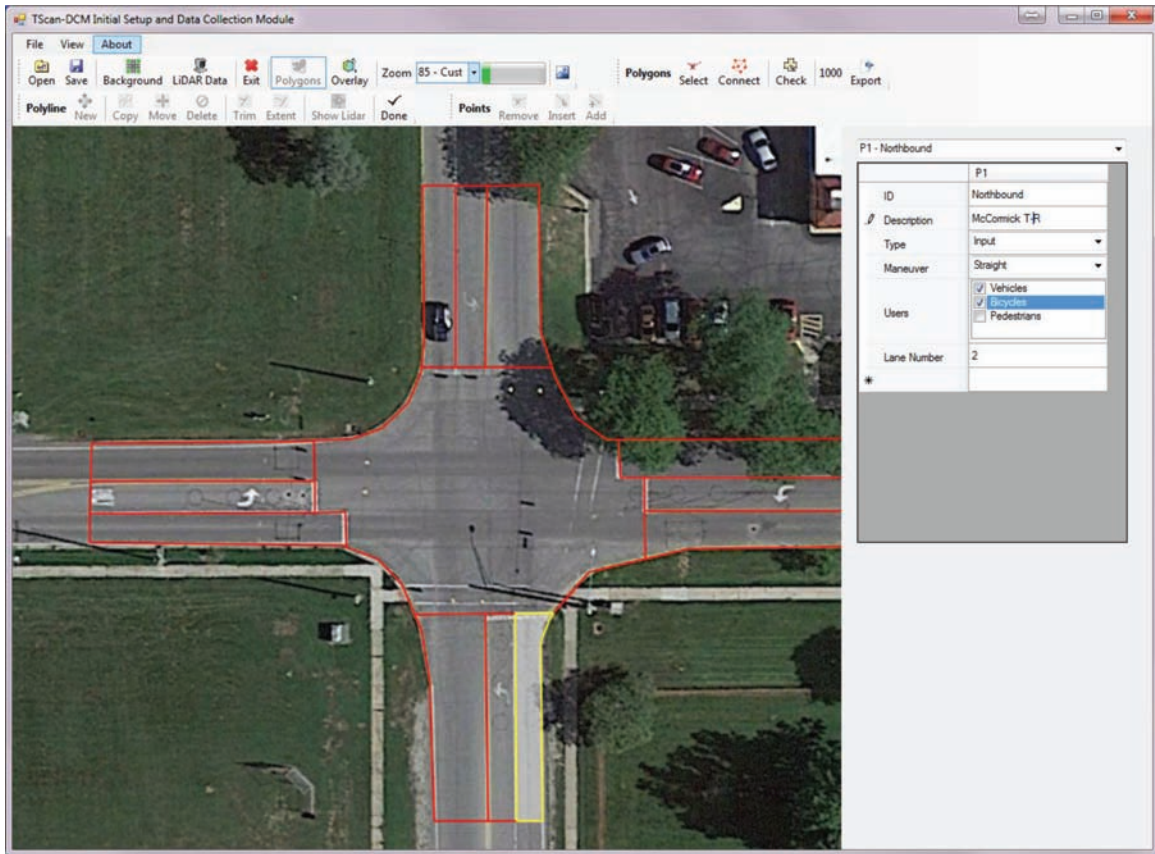 TScan-DCM Initial Setup and Data Collection Module
File View About
Open Save Background LiDAR Data Exit Polygons Overlay Zoom 85 - Cust Polygons Select Connect Check 1000 Export
Polyline New Copy Move Delete Trim Extent Show Lidar Done Points Remove Insert Add
P1 - Northbound
P1
ID Northbound
Description McCormick T-R
Type Input
Maneuver Straight
Users Vehicles
Bicycles
Pedestrians
Lane Number 2
*